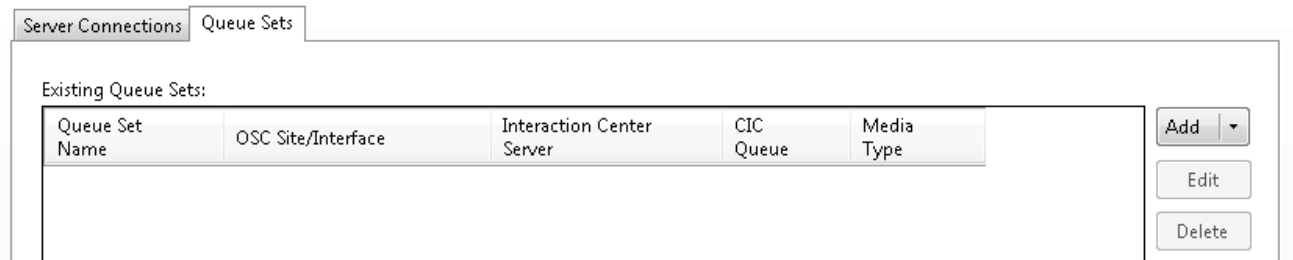 Server Connections Queue Sets
Existing Queue Sets:
Queue Set Name OSC Site/Interface Interaction Center Server CIC Queue Media Type
Add
Edit
Delete